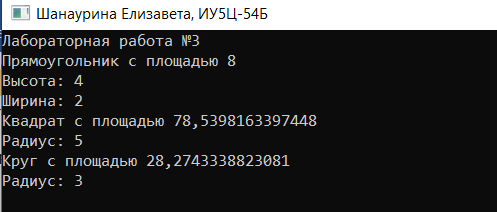 Шанаурина Елизавета, ИУ5Ц-54Б
Лабораторная работа №3
Прямоугольник с площадью 8
Высота: 4
Ширина: 2
Квадрат с площадью 78,5398163397448
Радиус: 5
Круг с площадью 28,2743338823081
Радиус: 3